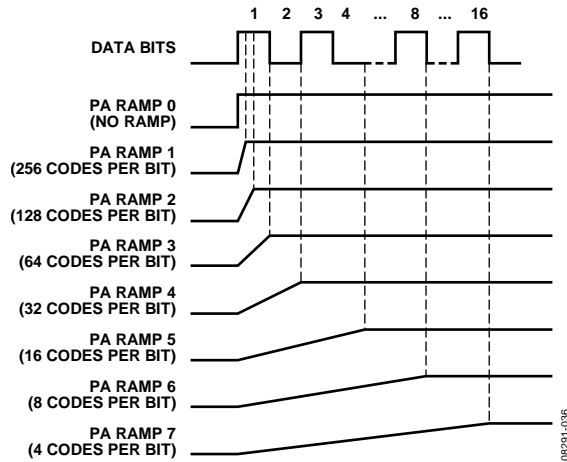 1 2 3 4 ... 8 ... 16
DATA BITS
PA RAMP 0
(NO RAMP)
PA RAMP 1
(256 CODES PER BIT)
PA RAMP 2
(128 CODES PER BIT)
PA RAMP 3
(64 CODES PER BIT)
PA RAMP 4
(32 CODES PER BIT)
PA RAMP 5
(16 CODES PER BIT)
PA RAMP 6
(8 CODES PER BIT)
PA RAMP 7
(4 CODES PER BIT)
08291-036